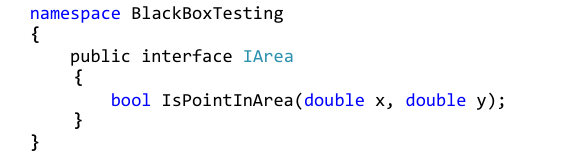 namespace BlackBoxTesting
{
    public interface IArea
    {
        bool IsPointInArea(double x, double y);
    }
}